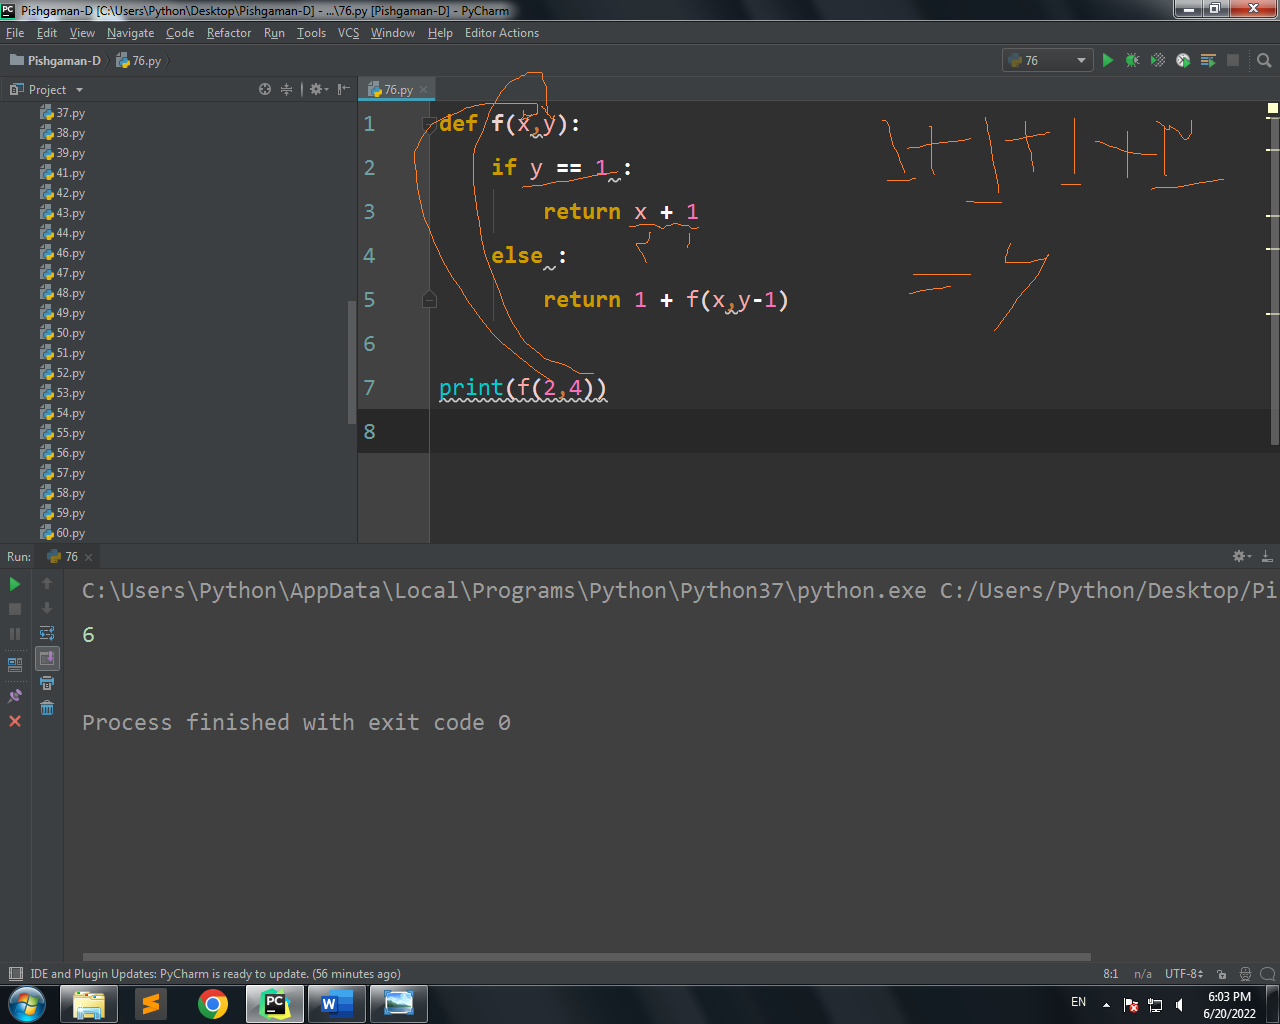 Pishgaman-D [C:\Users\Python\Desktop\Pishgaman-D] - ...\76.py [Pishgaman-D] - PyCharm
File Edit View Navigate Code Refactor Run Tools VCS Window Help Editor Actions
Pishgaman-D 76.py
76
Project
76.py
37.py
38.py
39.py
41.py
42.py
43.py
44.py
46.py
47.py
48.py
49.py
50.py
51.py
52.py
53.py
54.py
55.py
56.py
57.py
58.py
59.py
60.py
1 def f(x,y):
2 if y == 1 :
3 return x + 1
4 else :
5 return 1 + f(x,y-1)
6
7 print(f(2,4))
8
1+1+1+۳
= ۶
۲ ۱
Run: 76
C:\Users\Python\AppData\Local\Programs\Python\Python37\python.exe C:/Users/Python/Desktop/Pi
6
Process finished with exit code 0
IDE and Plugin Updates: PyCharm is ready to update. (56 minutes ago)
8:1 n/a UTF-8
EN
6:03 PM
6/20/2022